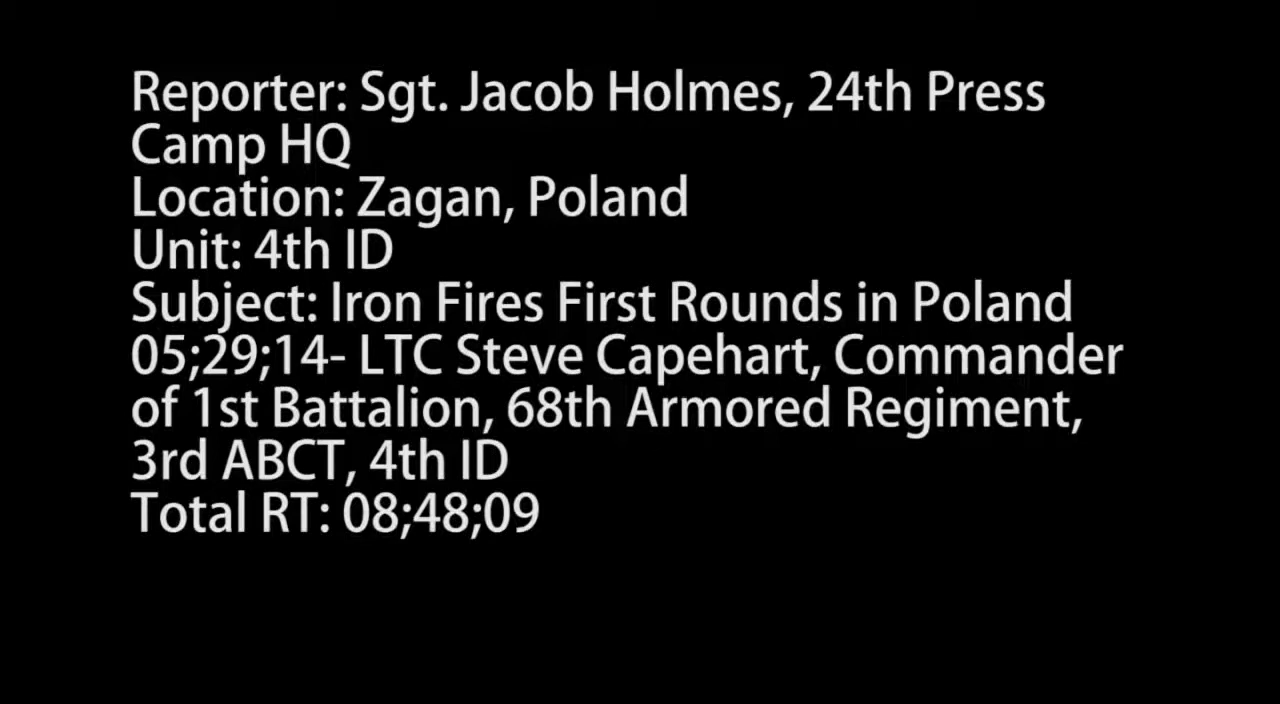 Reporter: Sgt. Jacob Holmes, 24th Press
Camp HQ
Location: Zagan, Poland
Unit: 4th ID
Subject: Iron Fires First Rounds in Poland
05;29;14- LTC Steve Capehart, Commander
of 1st Battalion, 68th Armored Regiment,
3rd ABCT, 4th ID
Total RT: 08;48;09